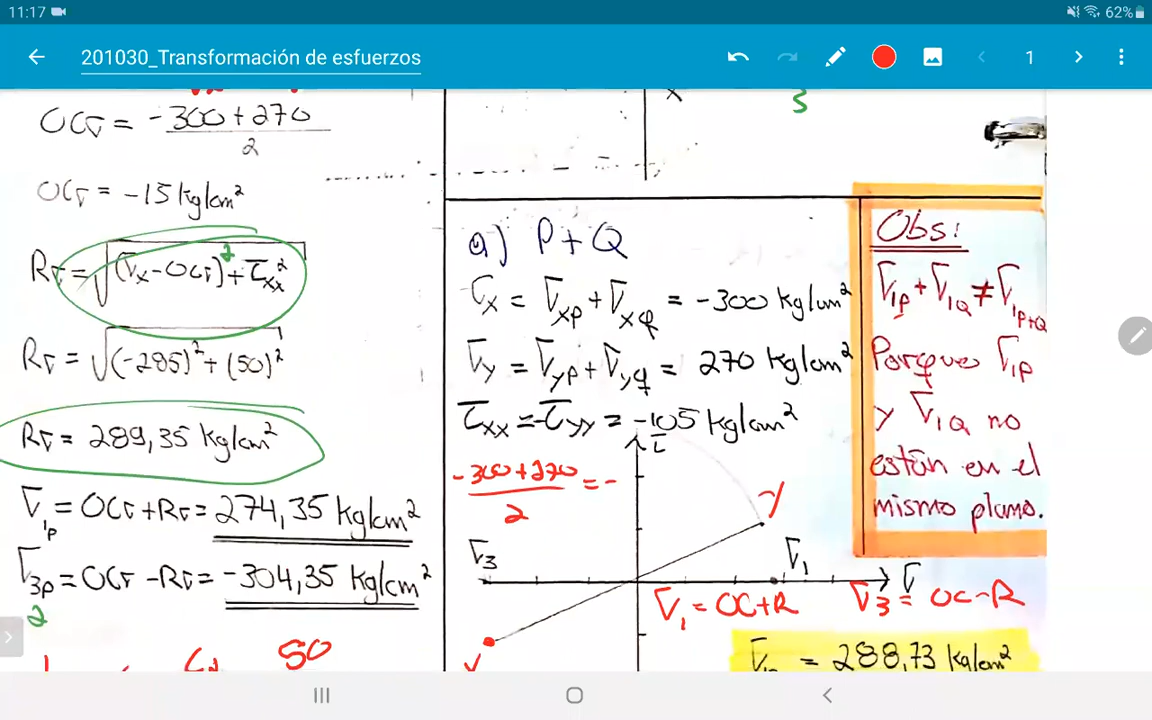 11:17
62%
201030_Transformación de esfuerzos
1
OCσ = -300+270
2
OCσ = -15 kg/cm²
Rσ = √(σx-OCσ)²+τxx²
Rσ = √(-285)²+(50)²
Rσ = 289,35 kg/cm²
σ1p = OCσ+Rσ = 274,35 kg/cm²
σ3p = OCσ -Rσ = -304,35 kg/cm²
2
50
x
3
a) P+Q
σx = σxp + σxq = -300 kg/cm²
σy = σyp + σyq = 270 kg/cm²
τxx = -τyy = -105 kg/cm²
τ
-300+270 = -
2
y
σ3
σ1
σ
σ1 = OC+R
σ3 = OC-R
= 288,73 kg/cm²
Obs:
σ1P + σ1Q ≠ σ1P+Q
Porque σ1P
y σ1Q no
están en el
mismo plano.